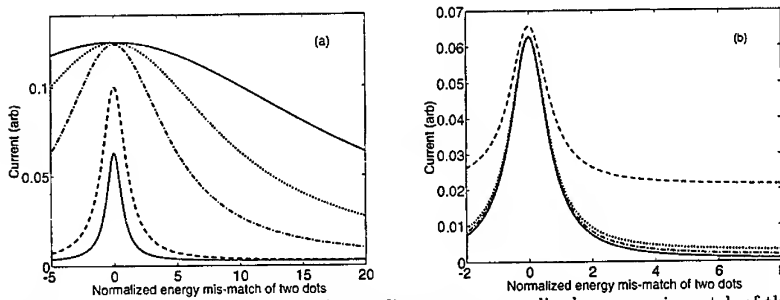 (a)
0.1
0.05
0
Current (arb)
-5 0 5 10 15 20
Normalized energy mis-match of two dots
(b)
0.07
0.06
0.05
0.04
0.03
0.02
0.01
0
Current (arb)
-2 0 2 4 6
Normalized energy mis-match of two dots